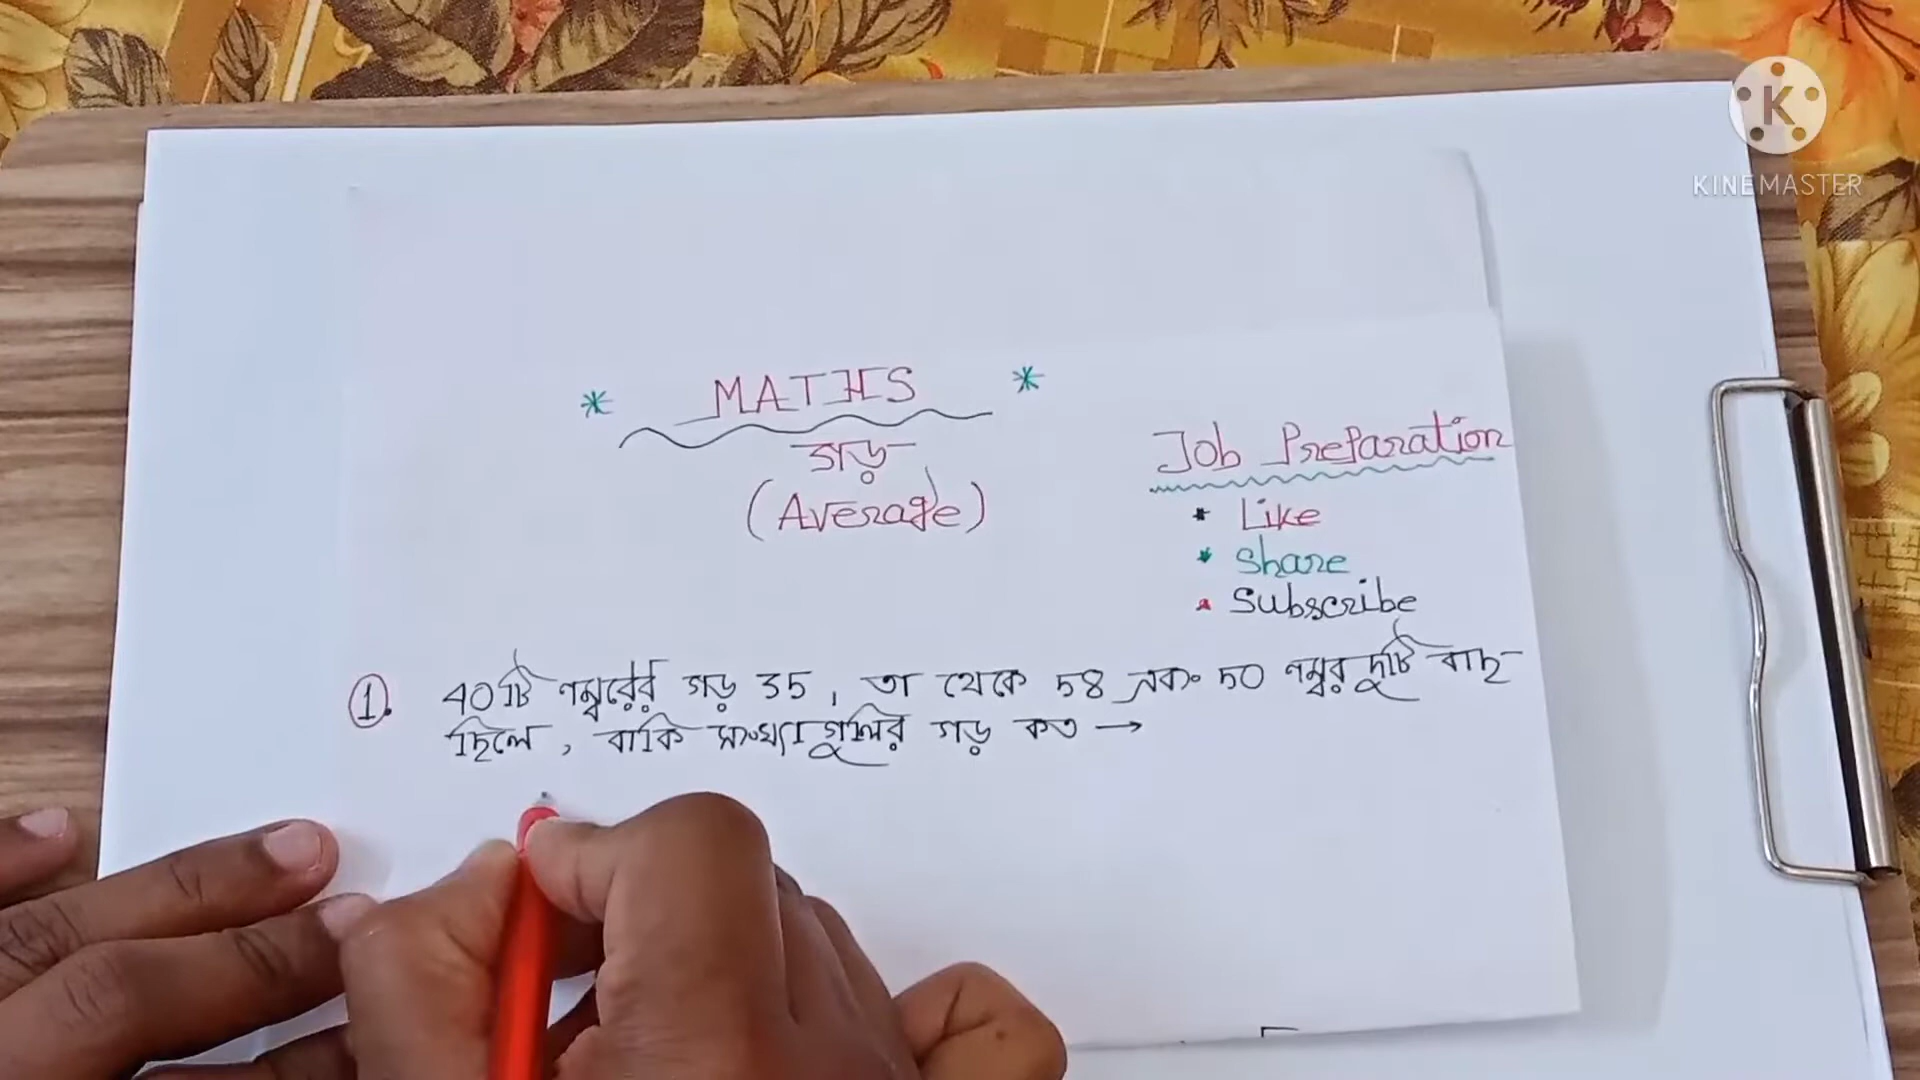 K
KINEMASTER
* MATHS *
গড়
(Average)
Job Preparation
* Like
* Share
* Subscribe
1. 40টি নম্বরের গড় 35, তা থেকে 58 এবং 50 নম্বর দুটি বাদ
ছিলে, বাকি সংখ্যাগুলির গড় কত →